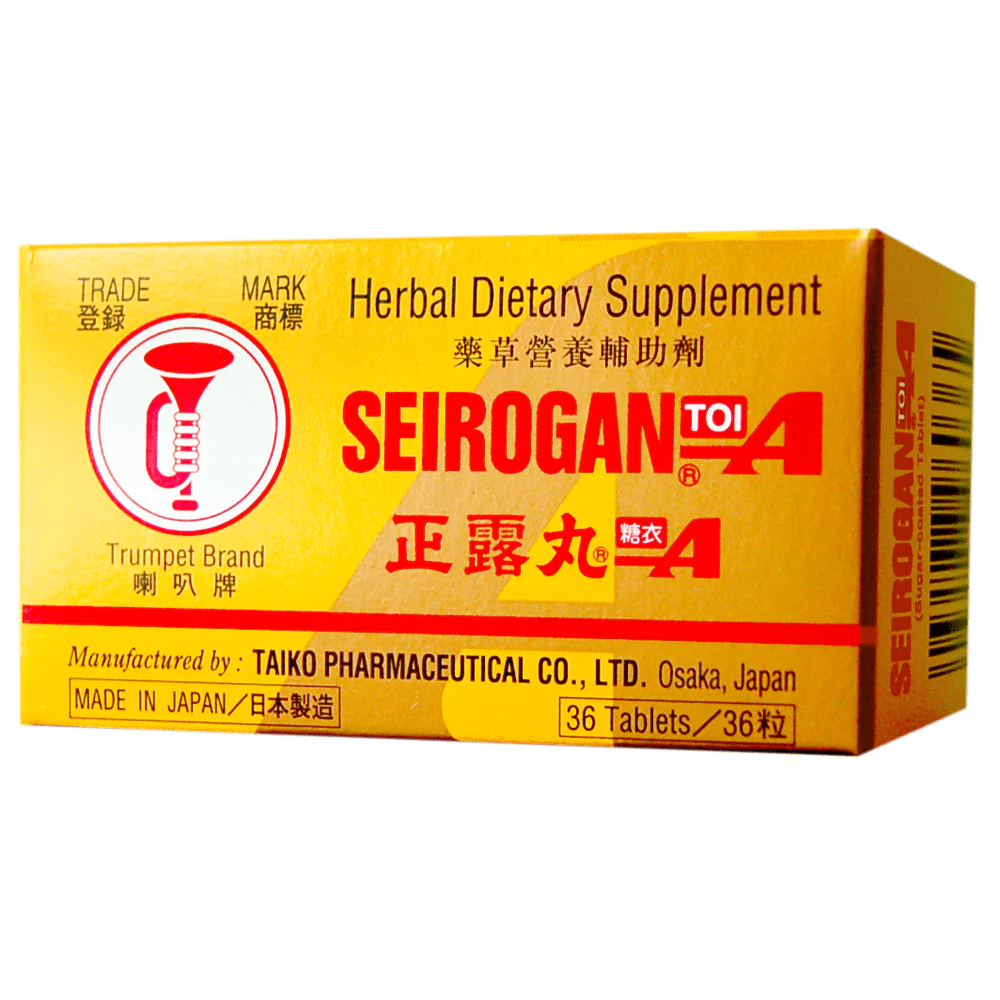 TRADE MARK
登録 商標
Trumpet Brand
喇叭牌
Herbal Dietary Supplement
藥草營養輔助劑
SEIROGAN® TOI A
正露丸® 糖衣 A
Manufactured by : TAIKO PHARMACEUTICAL CO., LTD. Osaka, Japan
MADE IN JAPAN/日本製造
36 Tablets/36粒
SEIROGAN TOI A
(Sugar-coated Tablet)